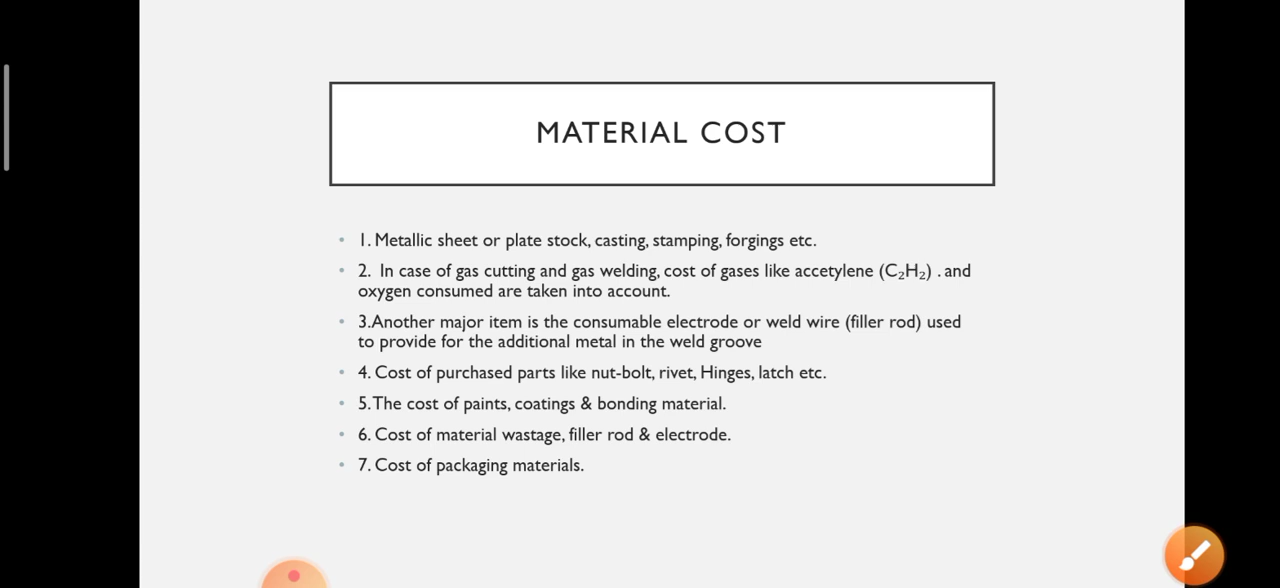 MATERIAL COST
• 1. Metallic sheet or plate stock, casting, stamping, forgings etc.
• 2. In case of gas cutting and gas welding, cost of gases like accetylene (C₂H₂) . and
oxygen consumed are taken into account.
• 3.Another major item is the consumable electrode or weld wire (filler rod) used
to provide for the additional metal in the weld groove
• 4. Cost of purchased parts like nut-bolt, rivet, Hinges, latch etc.
• 5.The cost of paints, coatings & bonding material.
• 6. Cost of material wastage, filler rod & electrode.
• 7. Cost of packaging materials.